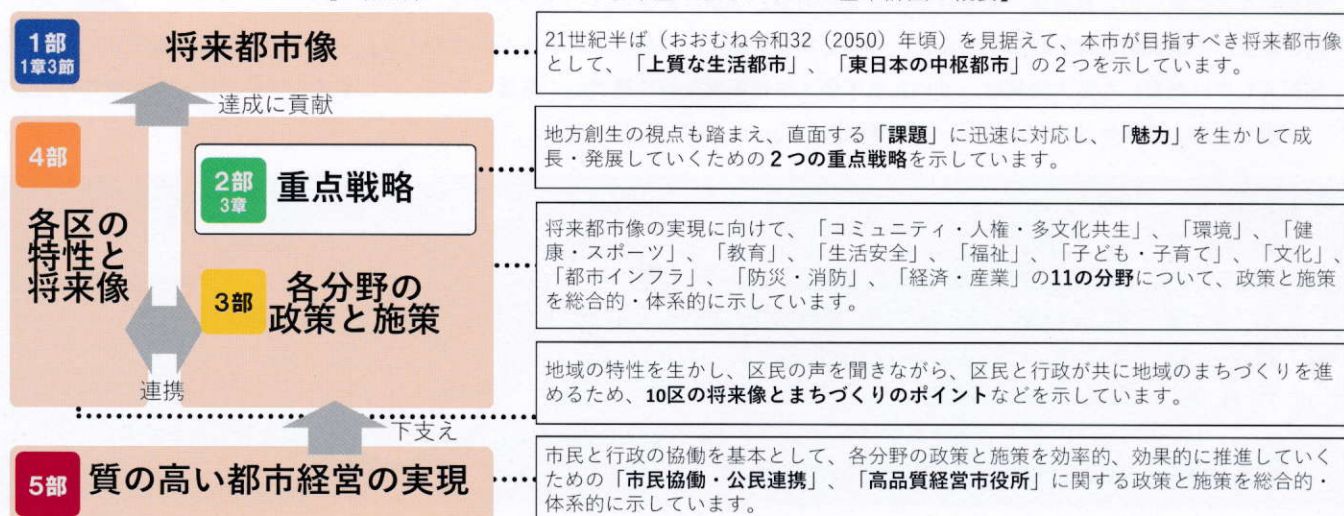 1部
1章3節
将来都市像
21世紀半ば（おおむね令和32（2050）年頃）を見据えて、本市が目指すべき将来都市像
として、「上質な生活都市」、「東日本の中枢都市」の２つを示しています。
達成に貢献
4部
各区の
特性と
将来像
2部
3章
重点戦略
地方創生の視点も踏まえ、直面する「課題」に迅速に対応し、「魅力」を生かして成
長・発展していくための２つの重点戦略を示しています。
3部
各分野の
政策と施策
将来都市像の実現に向けて、「コミュニティ・人権・多文化共生」、「環境」、「健
康・スポーツ」、「教育」、「生活安全」、「福祉」、「子ども・子育て」、「文化」、
「都市インフラ」、「防災・消防」、「経済・産業」の11の分野について、政策と施策
を総合的・体系的に示しています。
連携
地域の特性を生かし、区民の声を聞きながら、区民と行政が共に地域のまちづくりを進
めるため、10区の将来像とまちづくりのポイントなどを示しています。
下支え
5部
質の高い都市経営の実現
市民と行政の協働を基本として、各分野の政策と施策を効率的、効果的に推進していく
ための「市民協働・公民連携」、「高品質経営市役所」に関する政策と施策を総合的・
体系的に示しています。